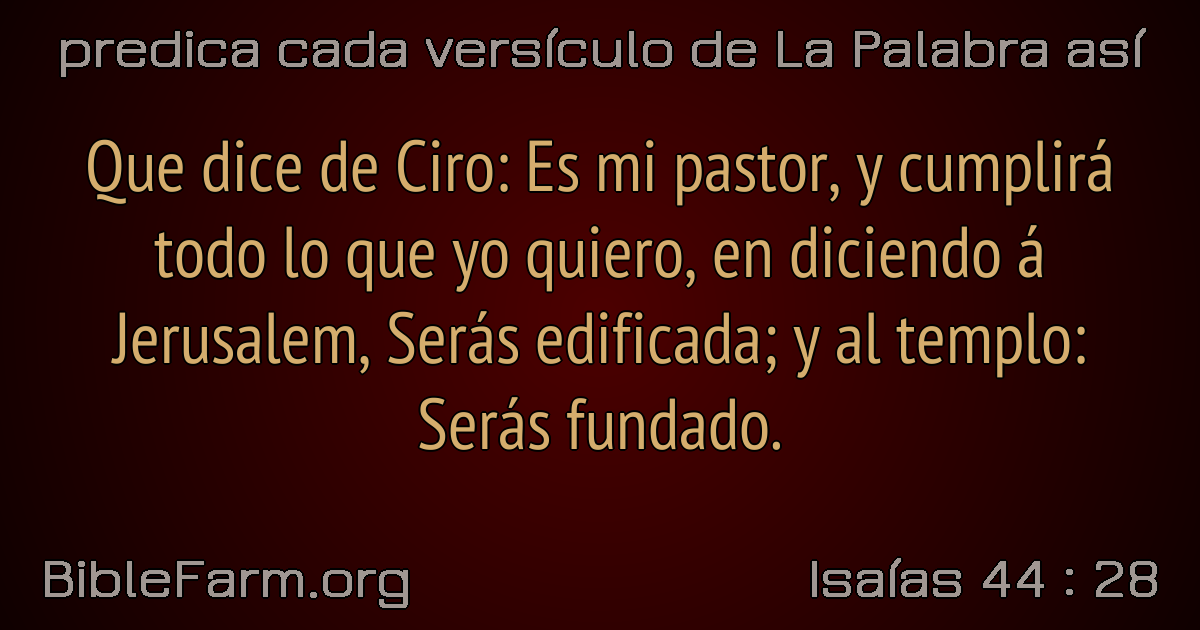 predica cada versículo de La Palabra así
Que dice de Ciro: Es mi pastor, y cumplirá
todo lo que yo quiero, en diciendo á
Jerusalem, Serás edificada; y al templo:
Serás fundado.
BibleFarm.org
Isaías 44 : 28